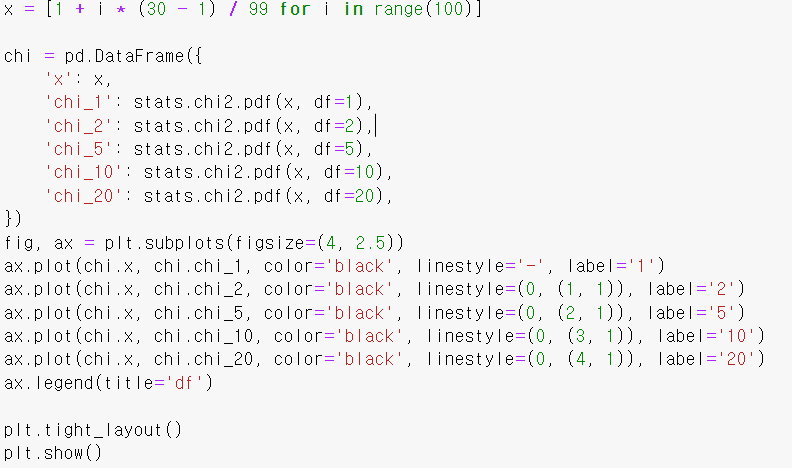 x = [1 + i * (30 - 1) / 99 for i in range(100)]

chi = pd.DataFrame({
    'x': x,
    'chi_1': stats.chi2.pdf(x, df=1),
    'chi_2': stats.chi2.pdf(x, df=2),
    'chi_5': stats.chi2.pdf(x, df=5),
    'chi_10': stats.chi2.pdf(x, df=10),
    'chi_20': stats.chi2.pdf(x, df=20),
})
fig, ax = plt.subplots(figsize=(4, 2.5))
ax.plot(chi.x, chi.chi_1, color='black', linestyle='-', label='1')
ax.plot(chi.x, chi.chi_2, color='black', linestyle=(0, (1, 1)), label='2')
ax.plot(chi.x, chi.chi_5, color='black', linestyle=(0, (2, 1)), label='5')
ax.plot(chi.x, chi.chi_10, color='black', linestyle=(0, (3, 1)), label='10')
ax.plot(chi.x, chi.chi_20, color='black', linestyle=(0, (4, 1)), label='20')
ax.legend(title='df')

plt.tight_layout()
plt.show()